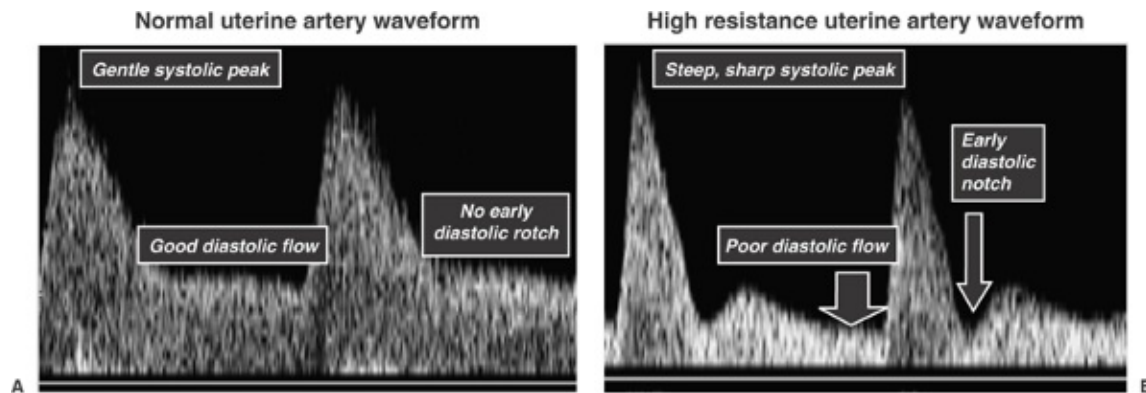 Normal uterine artery waveform
Gentle systolic peak
Good diastolic flow
No early
diastolic rotch
A
High resistance uterine artery waveform
Steep, sharp systolic peak
Early
diastolic
notch
Poor diastolic flow